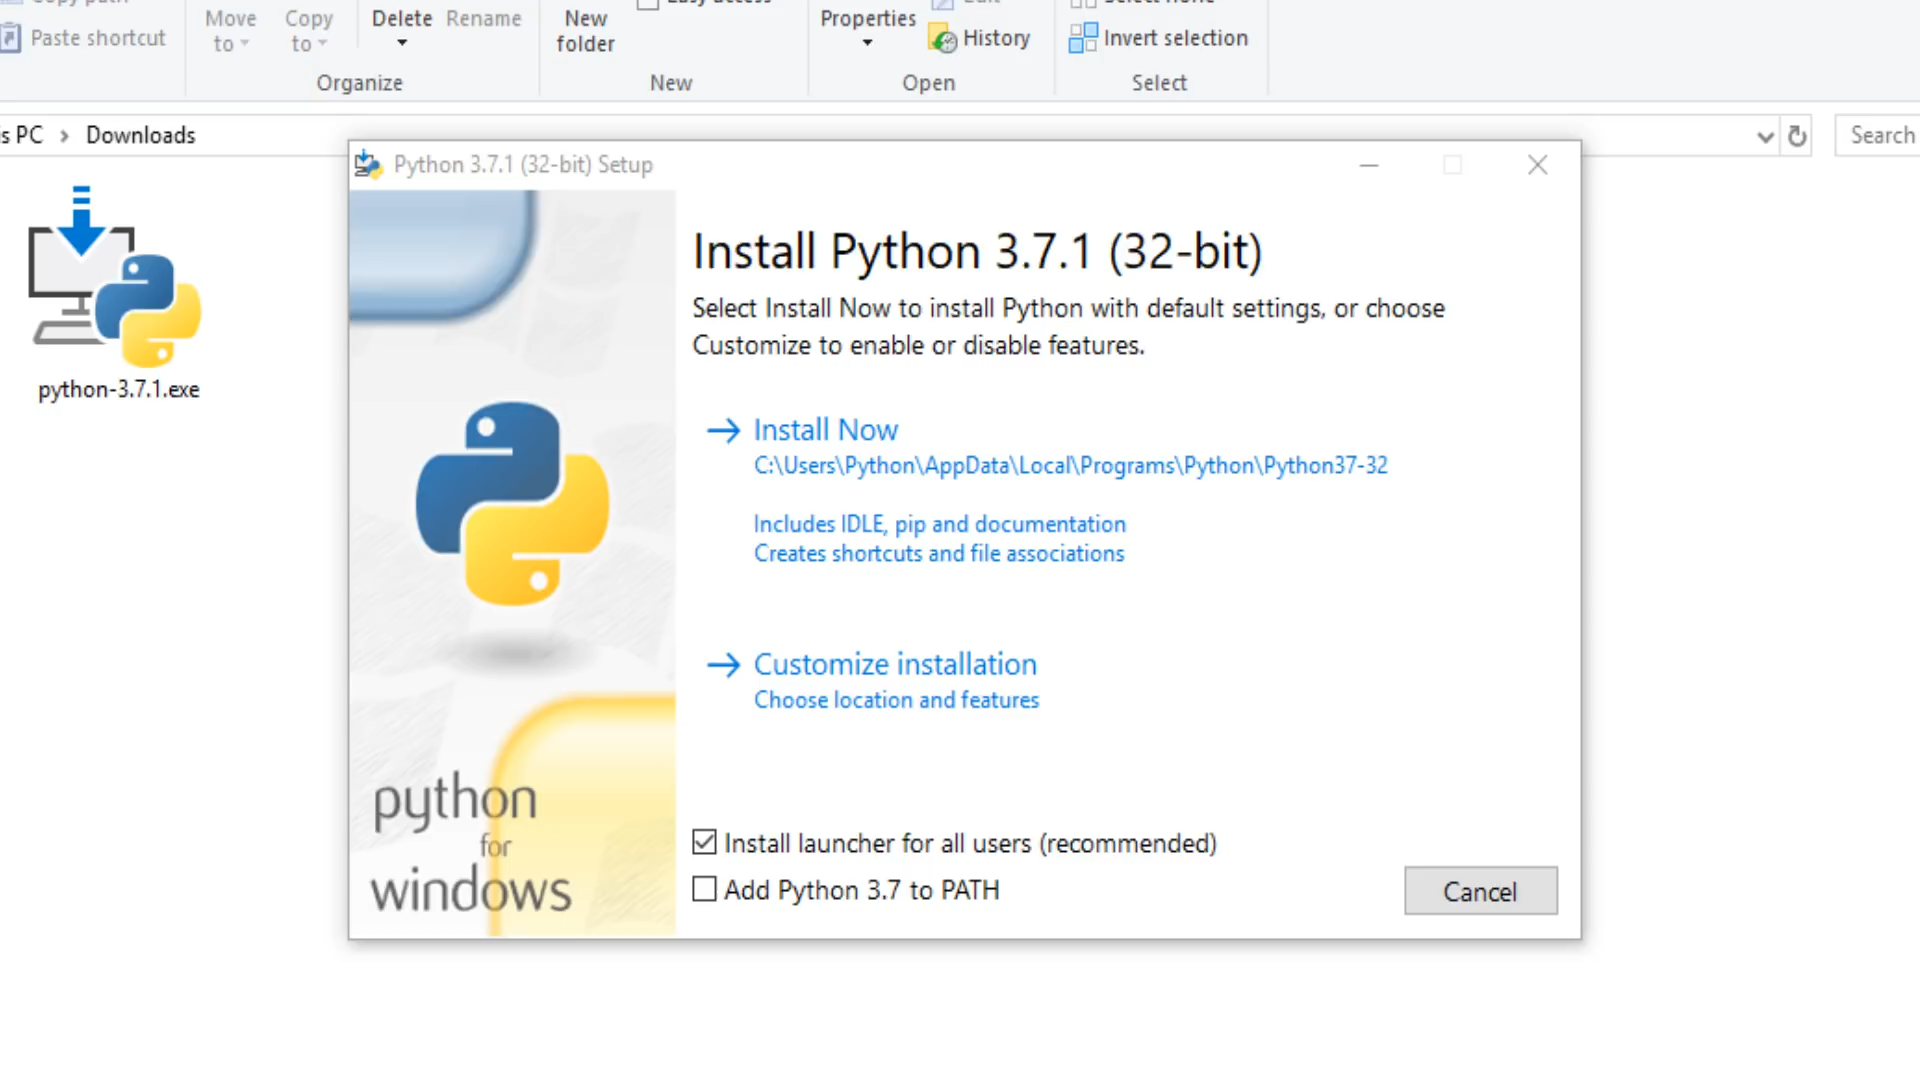 Move to
Copy to
Delete
Rename
New folder
Properties
Paste shortcut
History
Invert selection
Organize
New
Open
Select
PC
Downloads
Search
python-3.7.1.exe
Python 3.7.1 (32-bit) Setup
Install Python 3.7.1 (32-bit)
Select Install Now to install Python with default settings, or choose
Customize to enable or disable features.
Install Now
C:\Users\Python\AppData\Local\Programs\Python\Python37-32
Includes IDLE, pip and documentation
Creates shortcuts and file associations
Customize installation
Choose location and features
python
for
windows
Install launcher for all users (recommended)
Add Python 3.7 to PATH
Cancel